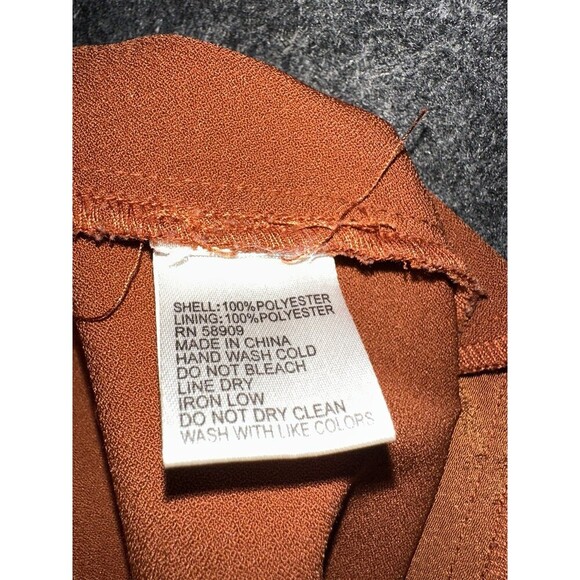 SHELL:100%POLYESTER
LINING:100%POLYESTER
RN 58909
MADE IN CHINA
HAND WASH COLD
DO NOT BLEACH
LINE DRY
IRON LOW
DO NOT DRY CLEAN
WASH WITH LIKE COLORS